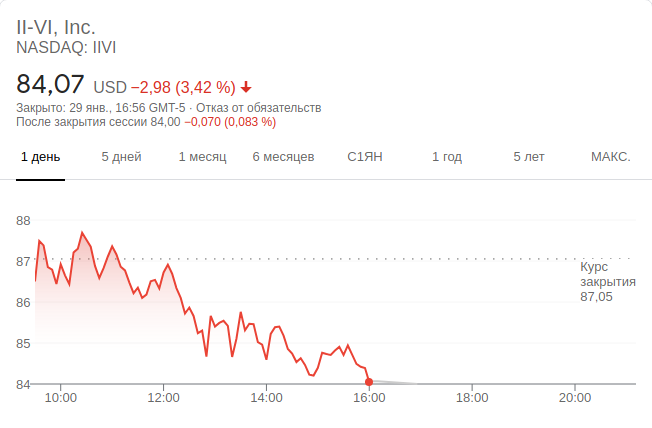 II-VI, Inc.
NASDAQ: IIVI
84,07 USD −2,98 (3,42 %)
Закрыто: 29 янв., 16:56 GMT-5 · Отказ от обязательств
После закрытия сессии 84,00 −0,070 (0,083 %)
1 день 5 дней 1 месяц 6 месяцев С1ЯН 1 год 5 лет МАКС.
88
87
Курс
закрытия
87,05
86
85
84
10:00 12:00 14:00 16:00 18:00 20:00